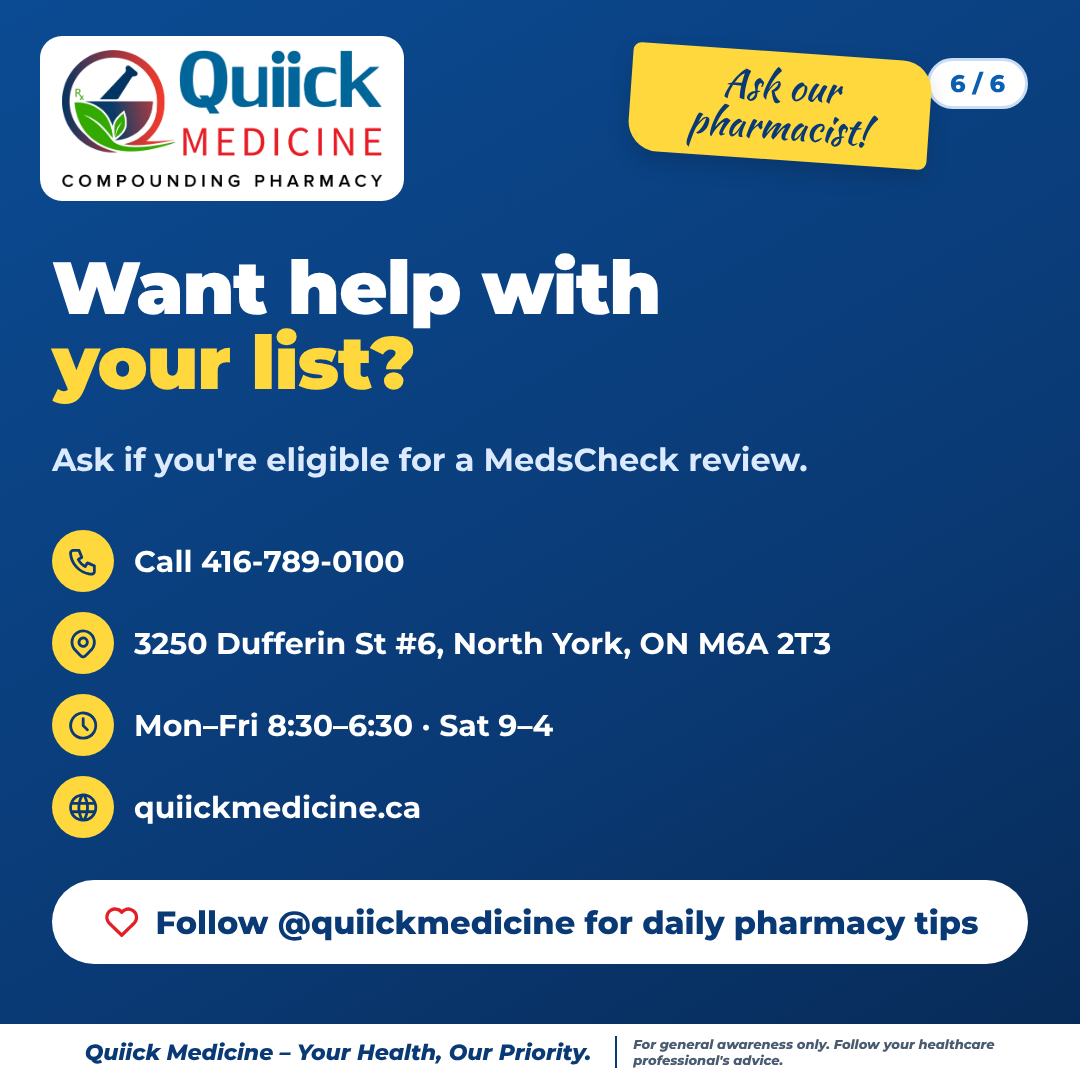 Rx
Quiick
MEDICINE
COMPOUNDING PHARMACY
Ask our
pharmacist!
6 / 6
Want help with
your list?
Ask if you're eligible for a MedsCheck review.
Call 416-789-0100
3250 Dufferin St #6, North York, ON M6A 2T3
Mon–Fri 8:30–6:30 · Sat 9–4
quiickmedicine.ca
Follow @quiickmedicine for daily pharmacy tips
Quiick Medicine – Your Health, Our Priority.
For general awareness only. Follow your healthcare
professional's advice.